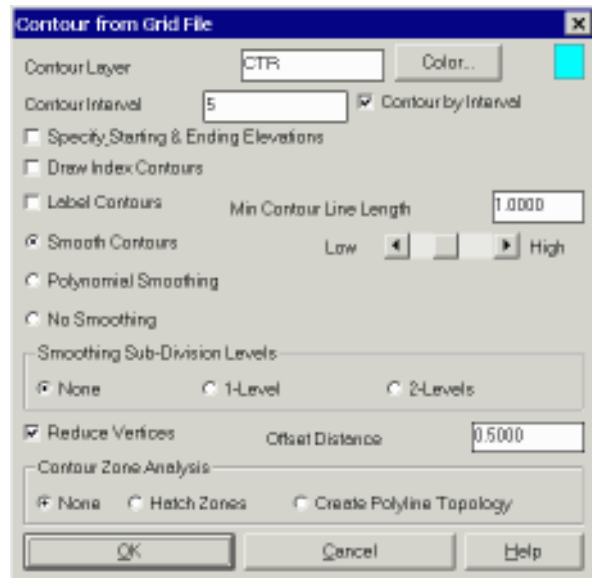 Contour from Grid File
Contour Layer CTR Color...
Contour Interval 5 Contour by Interval
Specify Starting & Ending Elevations
Draw Index Contours
Label Contours Min Contour Line Length 1.0000
Smooth Contours Low High
Polynomial Smoothing
No Smoothing
Smoothing Sub-Division Levels
None 1-Level 2-Levels
Reduce Vertices Offset Distance 0.5000
Contour Zone Analysis
None Hatch Zones Create Polyline Topology
OK Cancel Help